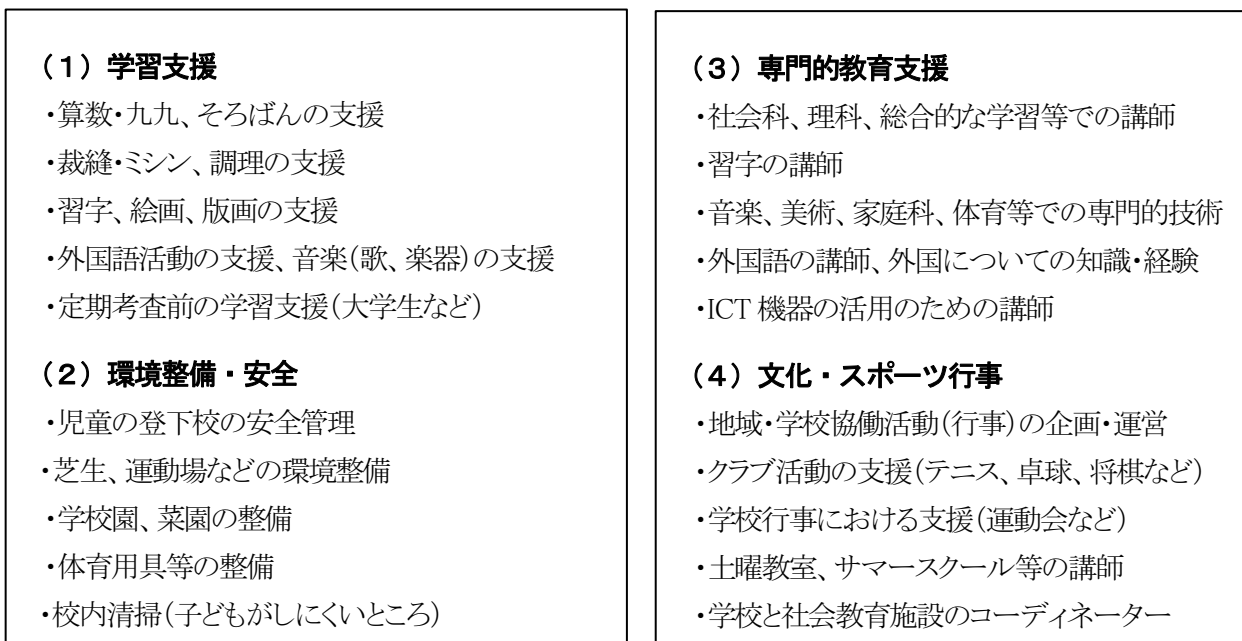 (1) 学習支援
・算数・九九、そろばんの支援
・裁縫・ミシン、調理の支援
・習字、絵画、版画の支援
・外国語活動の支援、音楽(歌、楽器)の支援
・定期考査前の学習支援(大学生など)
(2) 環境整備・安全
・児童の登下校の安全管理
・芝生、運動場などの環境整備
・学校園、菜園の整備
・体育用具等の整備
・校内清掃(子どもがしにくいところ)
(3) 専門的教育支援
・社会科、理科、総合的な学習等での講師
・習字の講師
・音楽、美術、家庭科、体育等での専門的技術
・外国語の講師、外国についての知識・経験
・ICT 機器の活用のための講師
(4) 文化・スポーツ行事
・地域・学校協働活動(行事)の企画・運営
・クラブ活動の支援(テニス、卓球、将棋など)
・学校行事における支援(運動会など)
・土曜教室、サマースクール等の講師
・学校と社会教育施設のコーディネーター